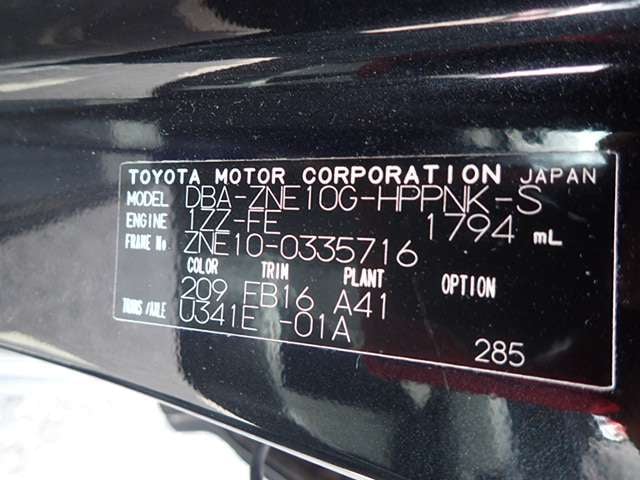 TOYOTA MOTOR CORPORATION JAPAN
MODEL DBA-ZNE10G-HPPNK-S
ENGINE 1ZZ-FE 1794 mL
FRAME No ZNE10-0335716
COLOR TRIM PLANT OPTION
209 FB16 A41
TRANS/AXLE U341E -01A
285